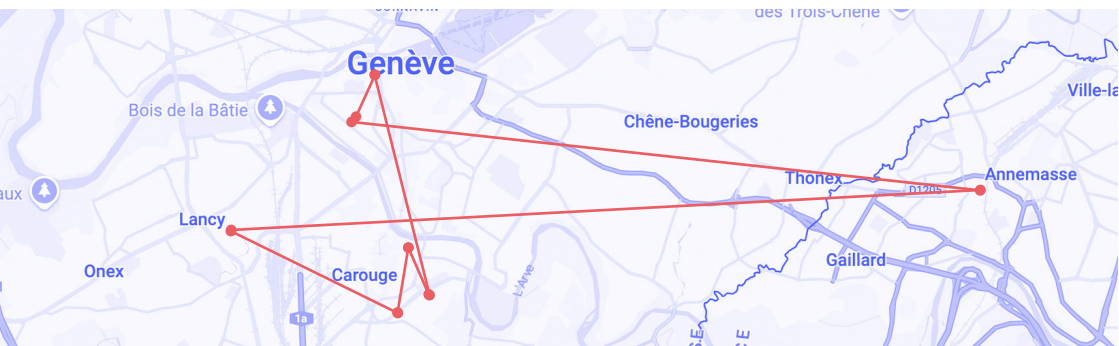 des Trois-Chêne
Genève
Ville-la
Bois de la Bâtie
Chêne-Bougeries
Thônex
Annemasse
D1205
aux
Lancy
Gaillard
Onex
Carouge
L'Arve
1a